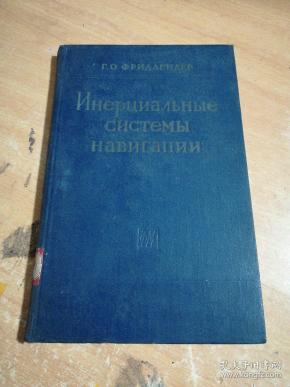 Г.О.ФРИДЛЕНДЕР
Инерциальные
системы
навигации